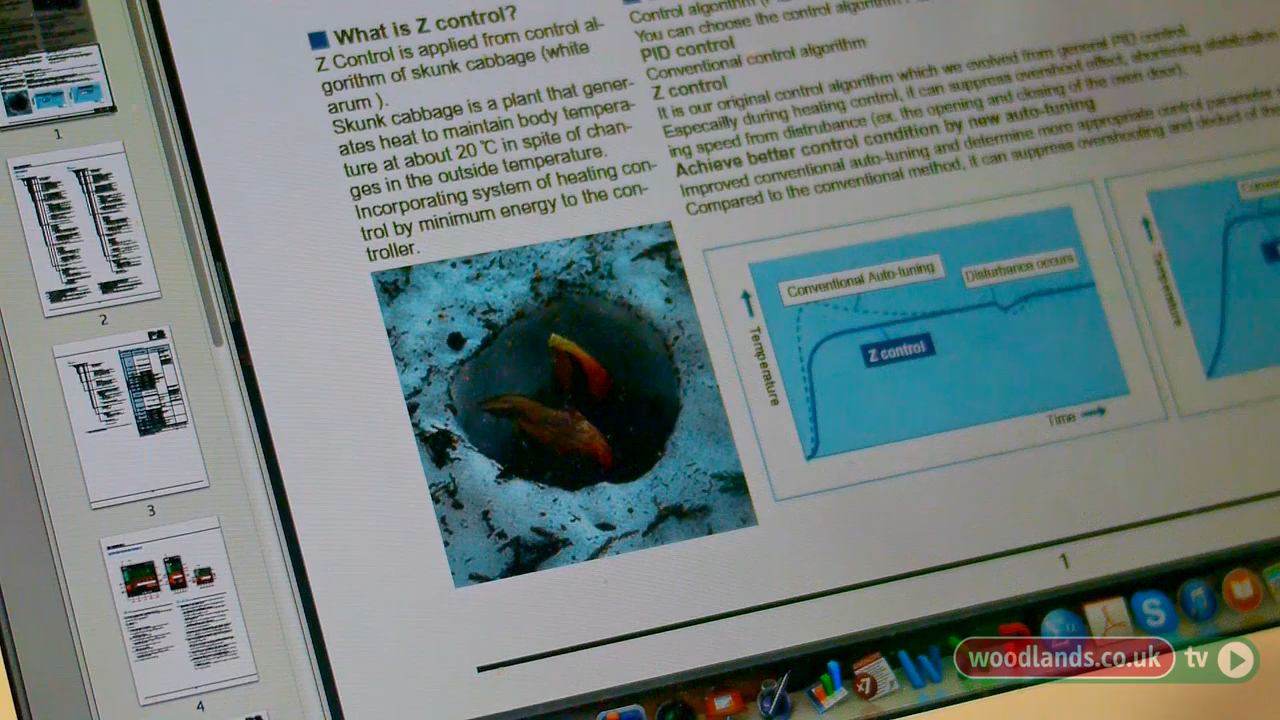 What is Z control?
Z Control is applied from control al-
gorithm of skunk cabbage (white
arum ).
Skunk cabbage is a plant that gener-
ates heat to maintain body tempera-
ture at about 20℃ in spite of chan-
ges in the outside temperature.
Incorporating system of heating con-
trol by minimum energy to the con-
troller.
Control algorithm
You can choose the control algorithm
PID control
Conventional control algorithm
Z control
It is our original control algorithm which we evolved from general PID control.
Especailly during heating control, it can suppress overshoot effect, shortening
ing speed from distrubance (ex. the opening and closing of the oven door).
Achieve better control condition by new auto-tuning
Improved conventional auto-tuning and determine more appropriate control parameter
Compared to the conventional method, it can suppress overshooting and
Conventional Auto-tuning
Disturbance occurs
Z control
Temperature
Time
Temperature
1
1
2
3
4
woodlands.co.uk tv